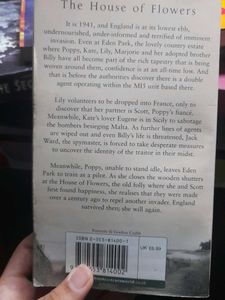 The House of Flowers
It is 1941, and England is at its lowest ebb,
undernourished, under-informed and terrified of imminent
invasion. Even at Eden Park, the lovely country estate
where Poppy, Kate, Lily, Marjorie and her adopted brother
Billy have all become part of the rich tapestry that is being
woven around them, confidence is at an all-time low. And
that is before the authorities discover there is a double
agent operating within the MI5 unit based there.
Lily volunteers to be dropped into France, only to
discover that her partner is Scott, Poppy's fiancé.
Meanwhile, Kate's lover Eugene is in Sicily to sabotage
the bombers besieging Malta. As further lines of agents
are wiped out and even Billy's life is threatened, Jack
Ward, the spymaster, is forced to take desperate measures
to uncover the identity of the traitor in their midst.
Meanwhile Poppy, unable to stand idle, leaves Eden
Park to train as a pilot. As she closes the wooden shutters
at the House of Flowers, the old folly where she and Scott
first found happiness, she realises that they were made
over a century ago to repel another invader. England
survived then; she will again.
ISBN 0-553-81400-1
UK £6.99